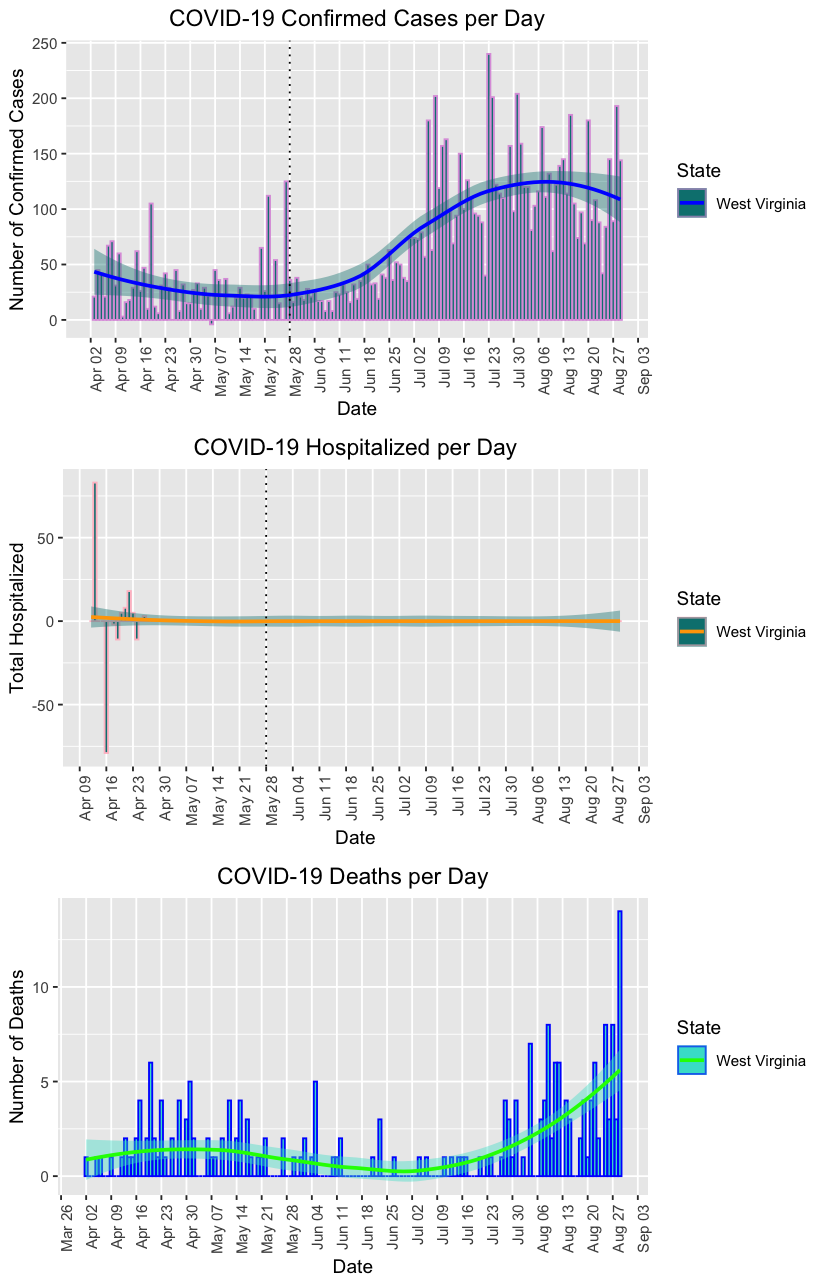 COVID-19 Confirmed Cases per Day
Number of Confirmed Cases
250
200
150
100
50
0
Apr 02
Apr 09
Apr 16
Apr 23
Apr 30
May 07
May 14
May 21
May 28
Jun 04
Jun 11
Jun 18
Jun 25
Jul 02
Jul 09
Jul 16
Jul 23
Jul 30
Aug 06
Aug 13
Aug 20
Aug 27
Sep 03
Date
State
West Virginia
COVID-19 Hospitalized per Day
Total Hospitalized
50
0
-50
Apr 09
Apr 16
Apr 23
Apr 30
May 07
May 14
May 21
May 28
Jun 04
Jun 11
Jun 18
Jun 25
Jul 02
Jul 09
Jul 16
Jul 23
Jul 30
Aug 06
Aug 13
Aug 20
Aug 27
Sep 03
Date
State
West Virginia
COVID-19 Deaths per Day
Number of Deaths
10
5
0
Mar 26
Apr 02
Apr 09
Apr 16
Apr 23
Apr 30
May 07
May 14
May 21
May 28
Jun 04
Jun 11
Jun 18
Jun 25
Jul 02
Jul 09
Jul 16
Jul 23
Jul 30
Aug 06
Aug 13
Aug 20
Aug 27
Sep 03
Date
State
West Virginia